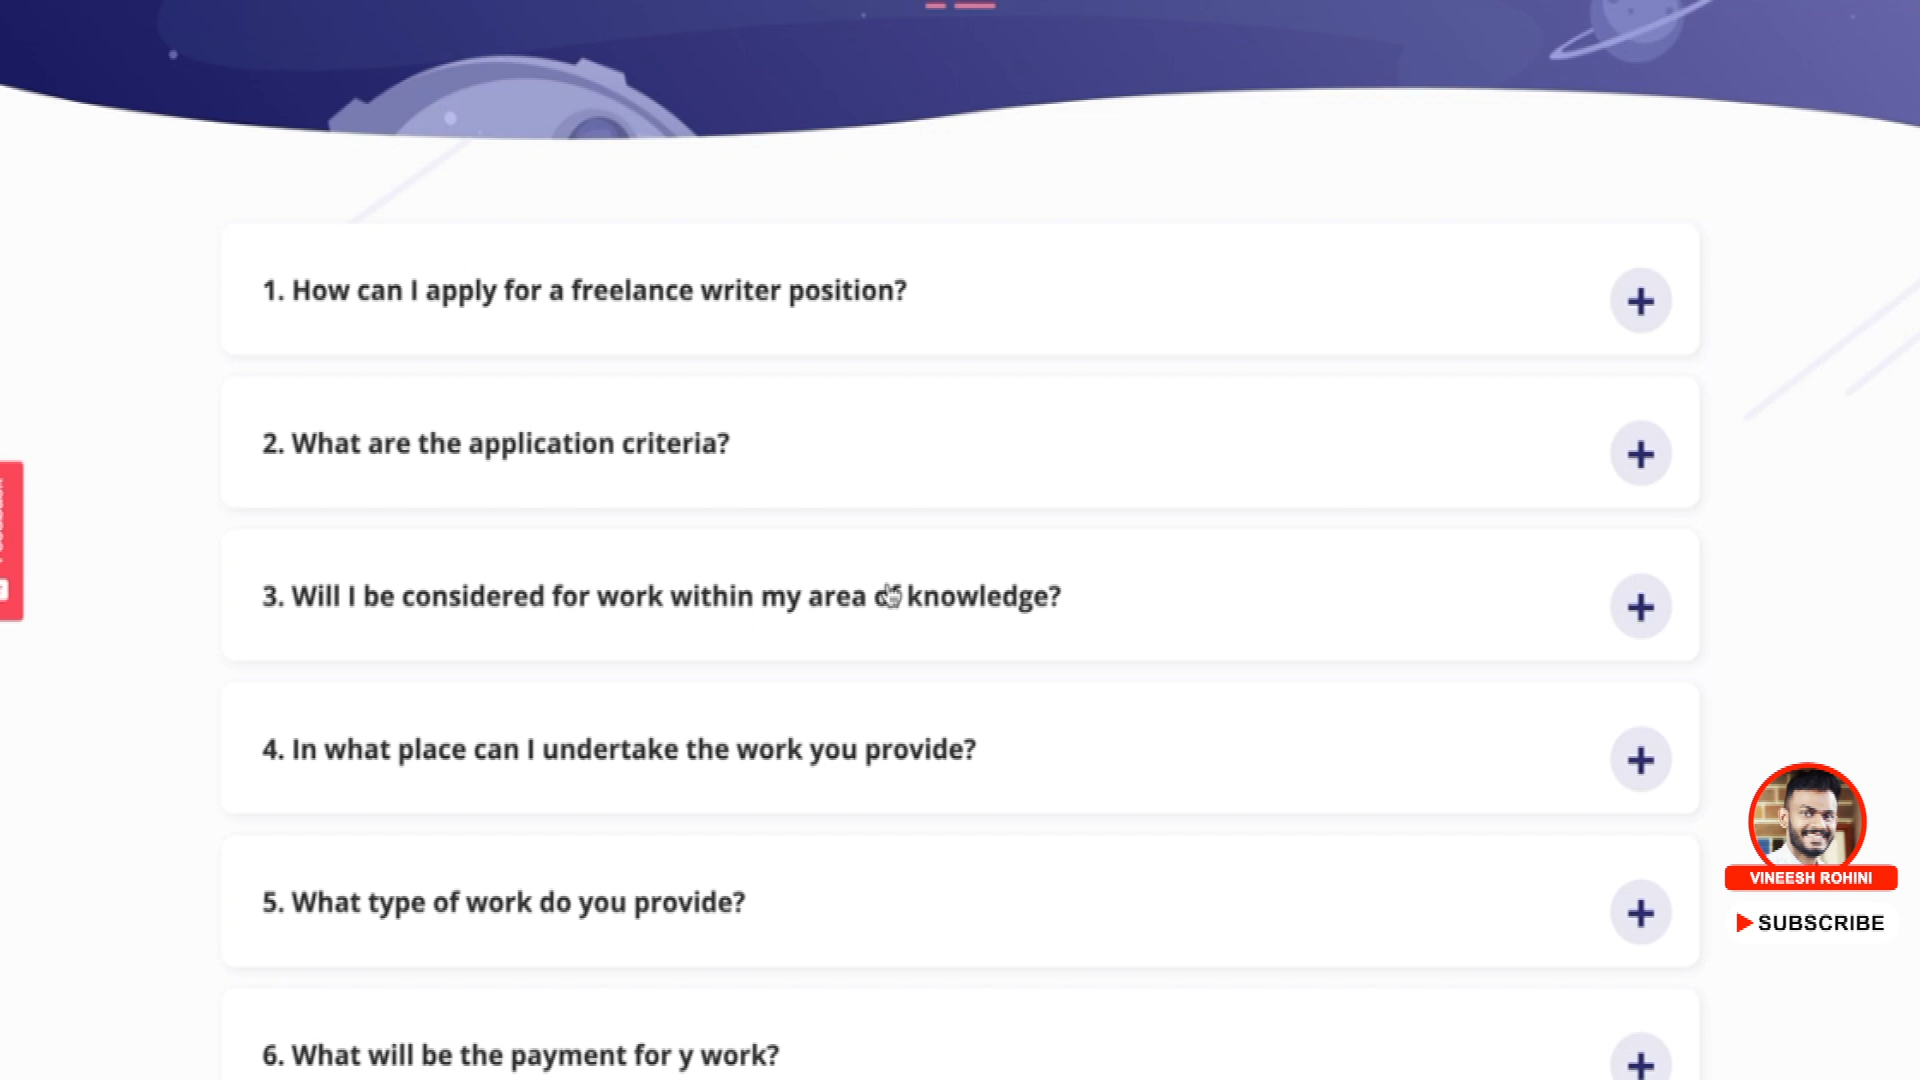 1. How can I apply for a freelance writer position?
2. What are the application criteria?
3. Will I be considered for work within my area of knowledge?
4. In what place can I undertake the work you provide?
5. What type of work do you provide?
6. What will be the payment for y work?
VINEESH ROHINI
SUBSCRIBE